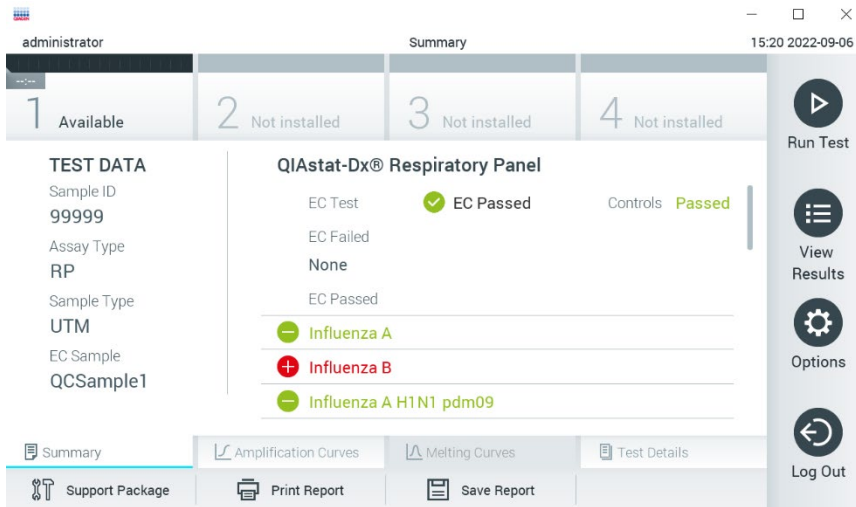 QIAGEN
administrator Summary 15:20 2022-09-06
--:--
1 Available 2 Not installed 3 Not installed 4 Not installed
Run Test
TEST DATA
Sample ID
99999
Assay Type
RP
Sample Type
UTM
EC Sample
QCSample1
QIAstat-Dx® Respiratory Panel
EC Test EC Passed Controls Passed
EC Failed
None
EC Passed
Influenza A
Influenza B
Influenza A H1N1 pdm09
View
Results
Options
Log Out
Summary Amplification Curves Melting Curves Test Details
Support Package Print Report Save Report